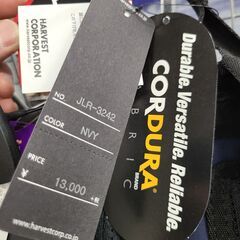 HARVEST
CORPORATION
NO. JLR-3242
COLOR NVY
PRICE
¥ 13,000 +税
www.harvestcorp.co.jp
Durable. Versatile. Reliable.
CORDURA
FABRIC
BRAND